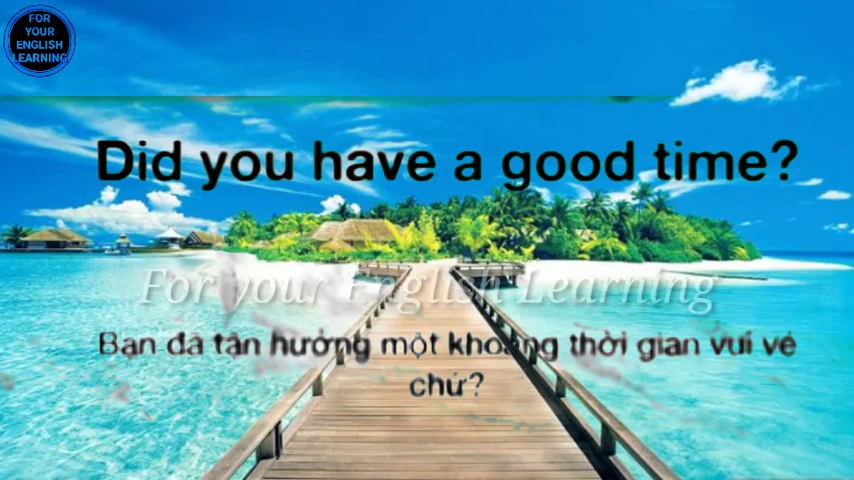 FOR
YOUR
ENGLISH
LEARNING
Did you have a good time?
For your English Learning
Bạn đã tận hưởng một khoảng thời gian vui vẻ
chứ?